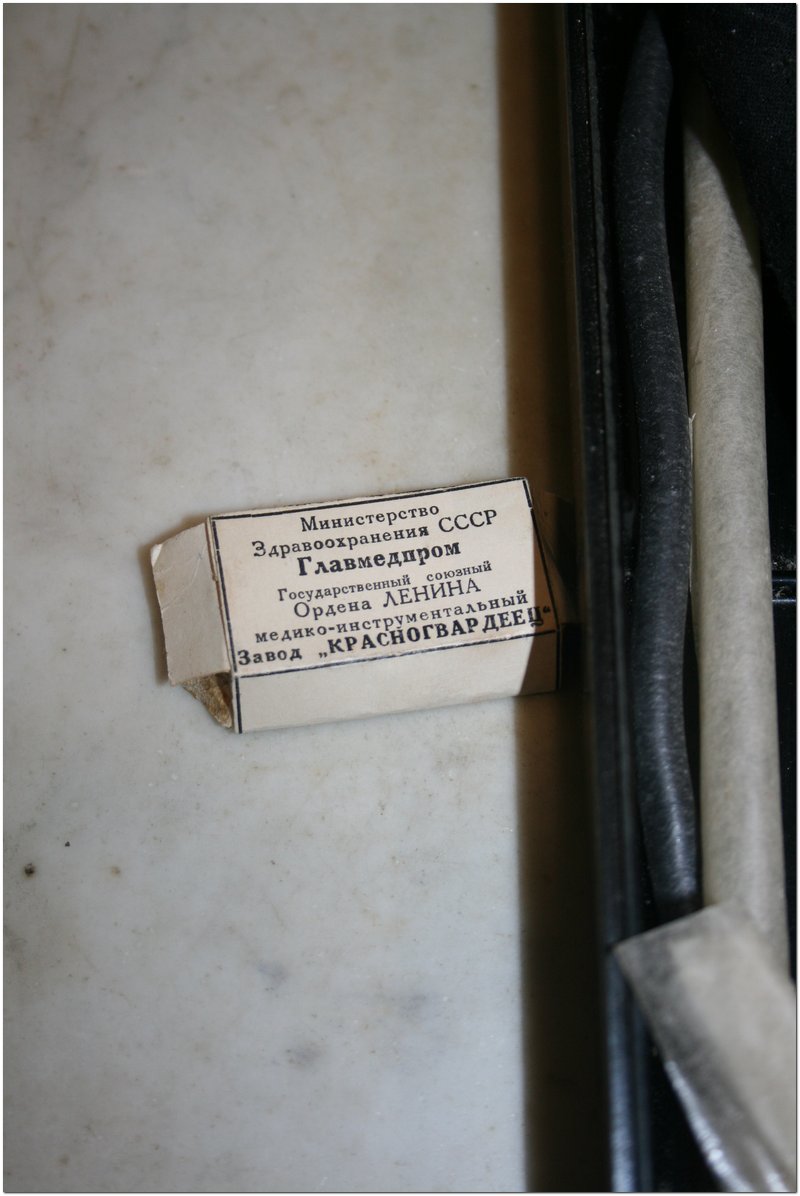 Министерство
Здравоохранения СССР
Главмедпром
Государственный союзный
Ордена ЛЕНИНА
медико-инструментальный
Завод „КРАСНОГВАРДЕЕЦ“